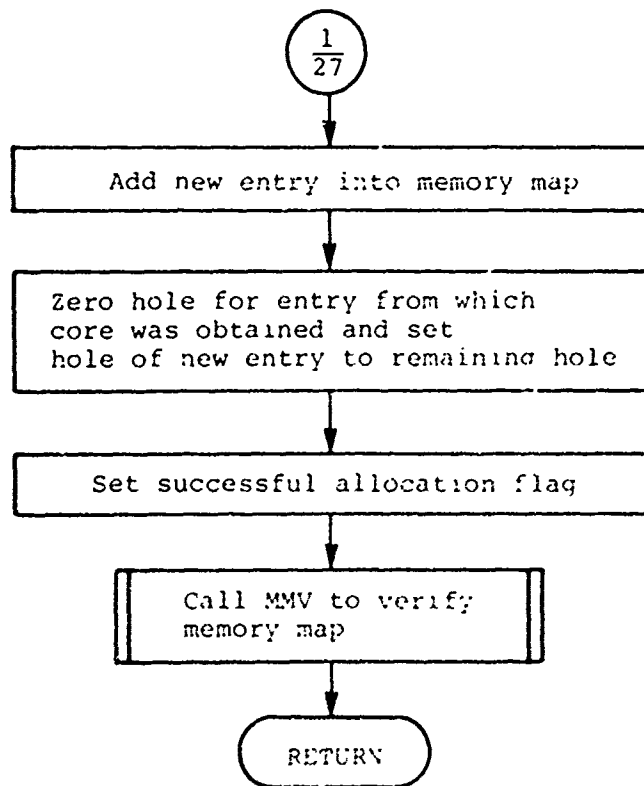 1
27
Add new entry into memory map
Zero hole for entry from which
core was obtained and set
hole of new entry to remaining hole
Set successful allocation flag
Call MMV to verify
memory map
RETURN